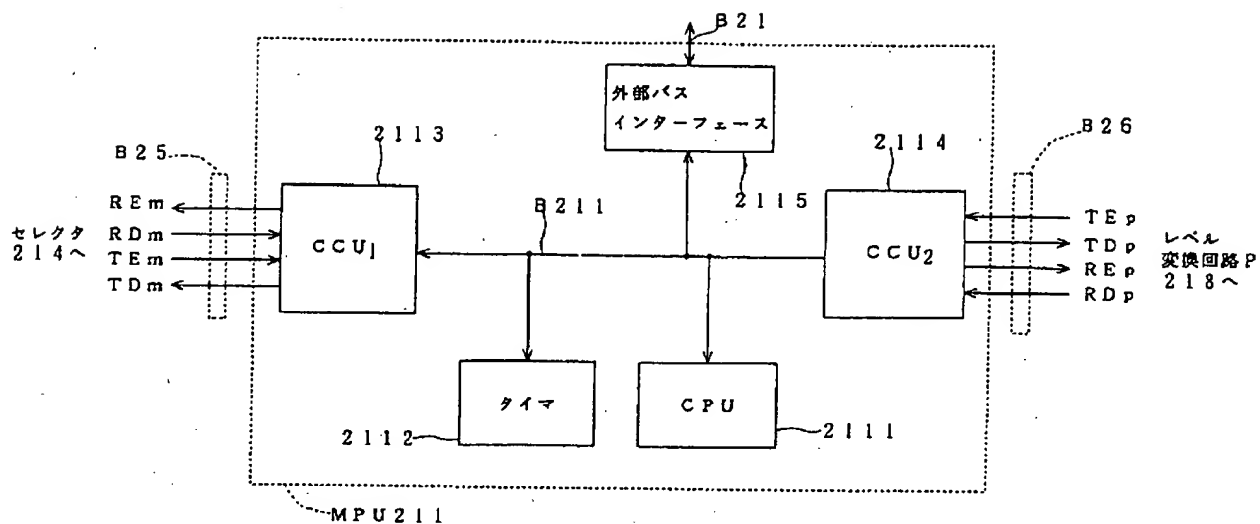 B21
外部バス
インターフェース
2113
B25
2114
B26
2115
REm
RDm
TEm
TDm
セレクタ
214へ
CCU1
B211
CCU2
TEp
TDp
REp
RDp
レベル
変換回路P
218へ
タイマ
CPU
2112
2111
MPU211